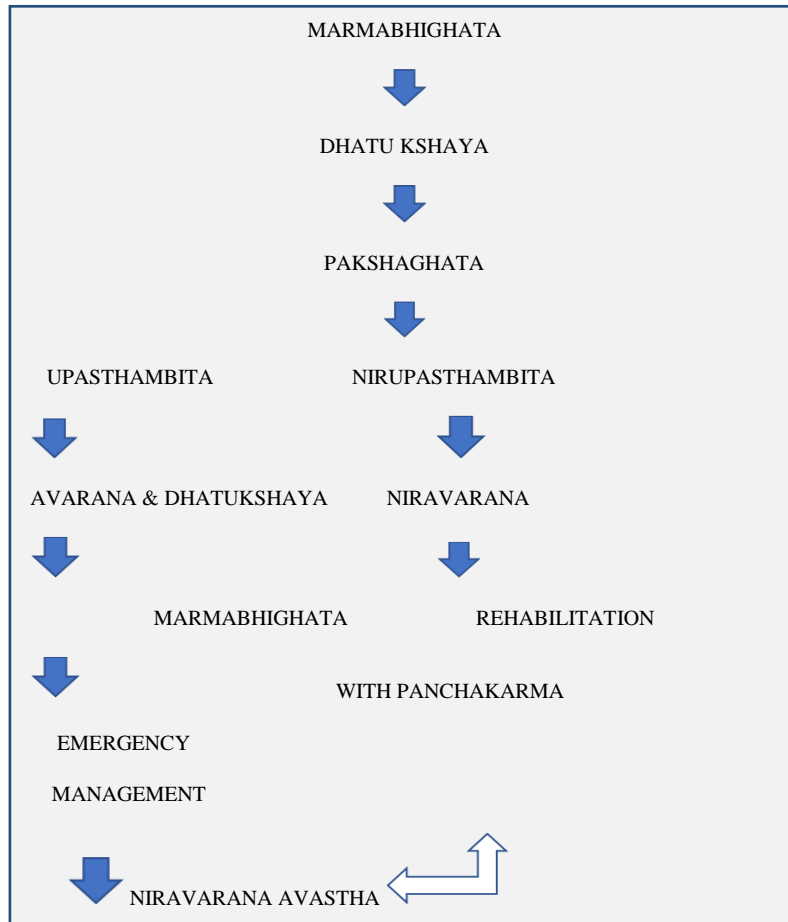 MARMABHIGHATA
DHATU KSHAYA
PAKSHAGHATA
UPASTHAMBITA NIRUPASTHAMBITA
AVARANA & DHATUKSHAYA NIRAVARANA
MARMABHIGHATA REHABILITATION
WITH PANCHAKARMA
EMERGENCY
MANAGEMENT
NIRAVARANA AVASTHA